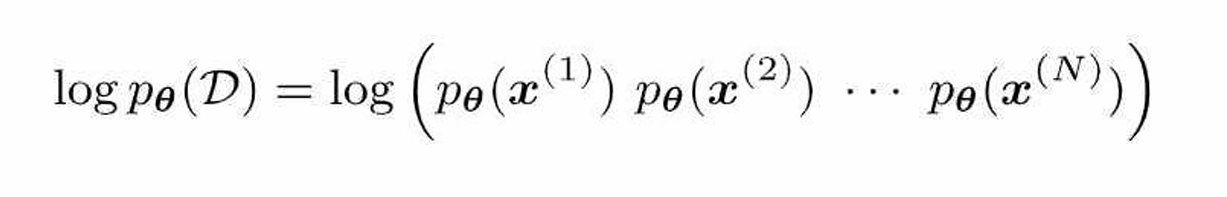 log p_θ(𝒟) = log (p_θ(x^(1)) p_θ(x^(2)) ⋯ p_θ(x^(N)))